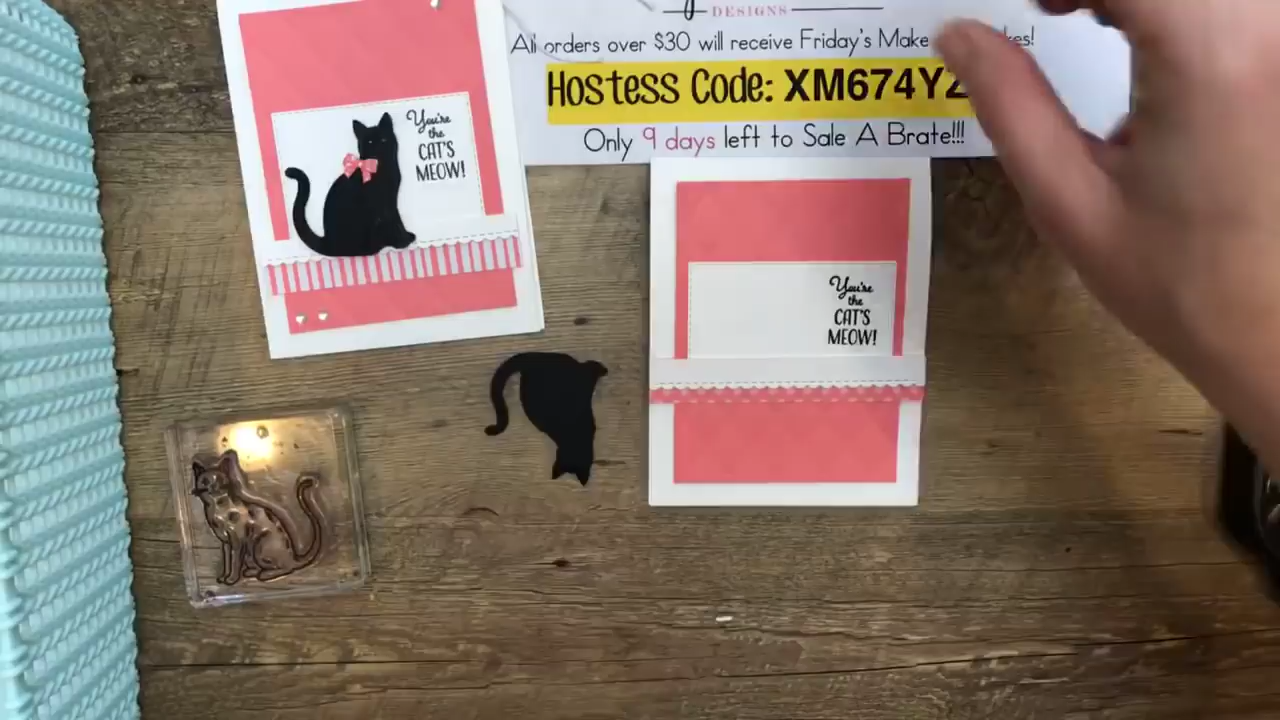 DESIGNS
All orders over $30 will receive Friday's Make
Hostess Code: XM674YZ
Only 9 days left to Sale A Brate!!!
You're
the
CAT'S
MEOW!
You're
the
CAT'S
MEOW!